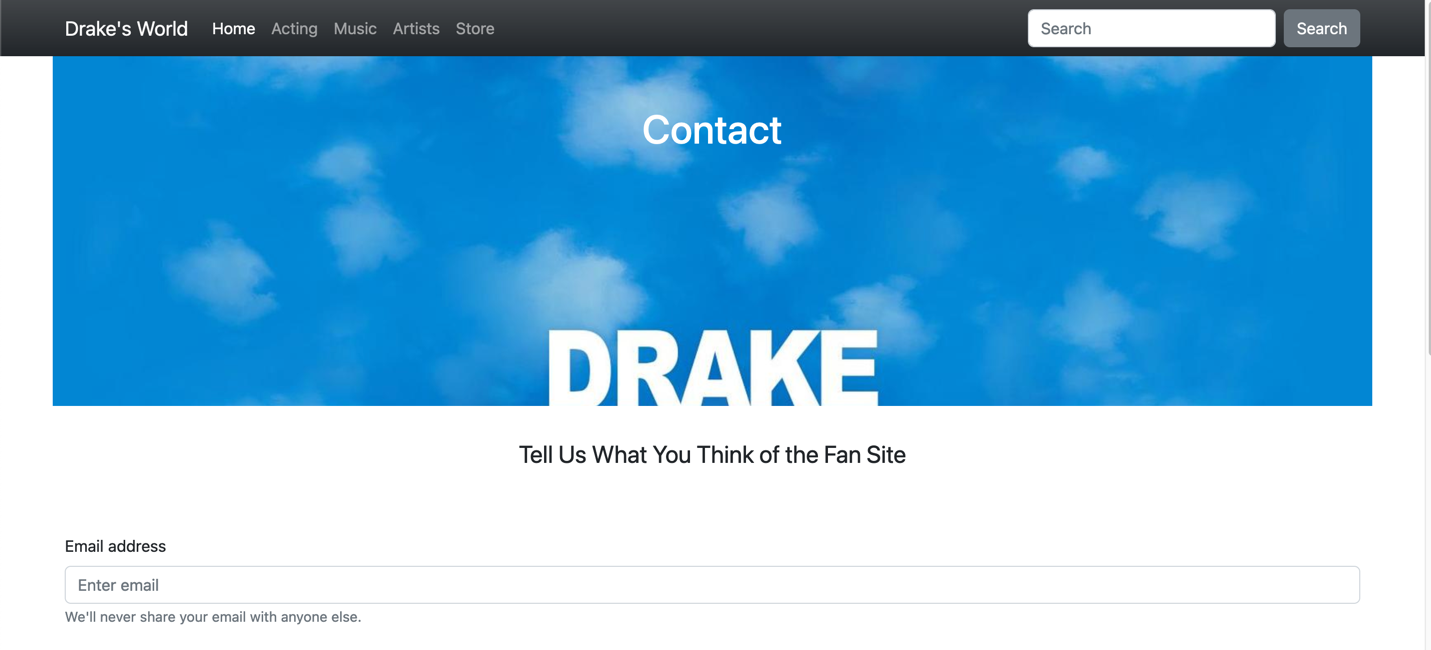 Drake's World Home Acting Music Artists Store Search Search
Contact
DRAKE
Tell Us What You Think of the Fan Site
Email address
Enter email
We'll never share your email with anyone else.